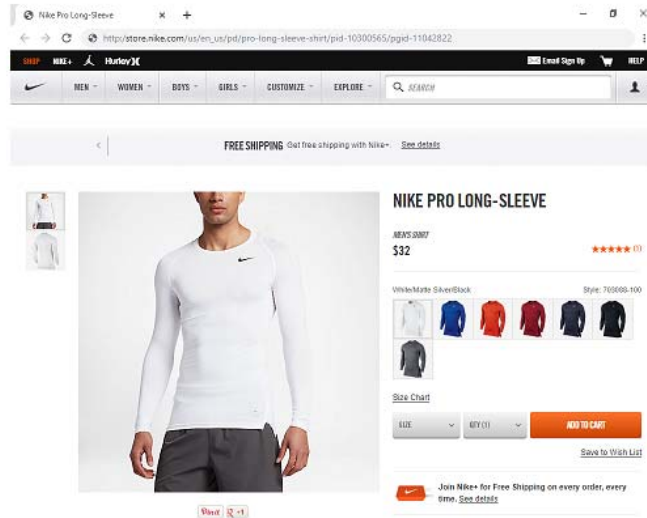 Nike Pro Long-Sleeve
http://store.nike.com/us/en_us/pd/pro-long-sleeve-shirt/pid-10300565/pgid-11042822
SHOP NIKE+ Hurley Email Sign Up HELP
MEN WOMEN BOYS GIRLS CUSTOMIZE EXPLORE SEARCH
FREE SHIPPING Get free shipping with Nike+. See details
NIKE PRO LONG-SLEEVE
MEN'S SHIRT
$32 (1)
White/Matte Silver/Black Style: 703088-100
Size Chart
SIZE QTY (1) ADD TO CART
Save to Wish List
Join Nike+ for Free Shipping on every order, every
time. See details
Pin it +1